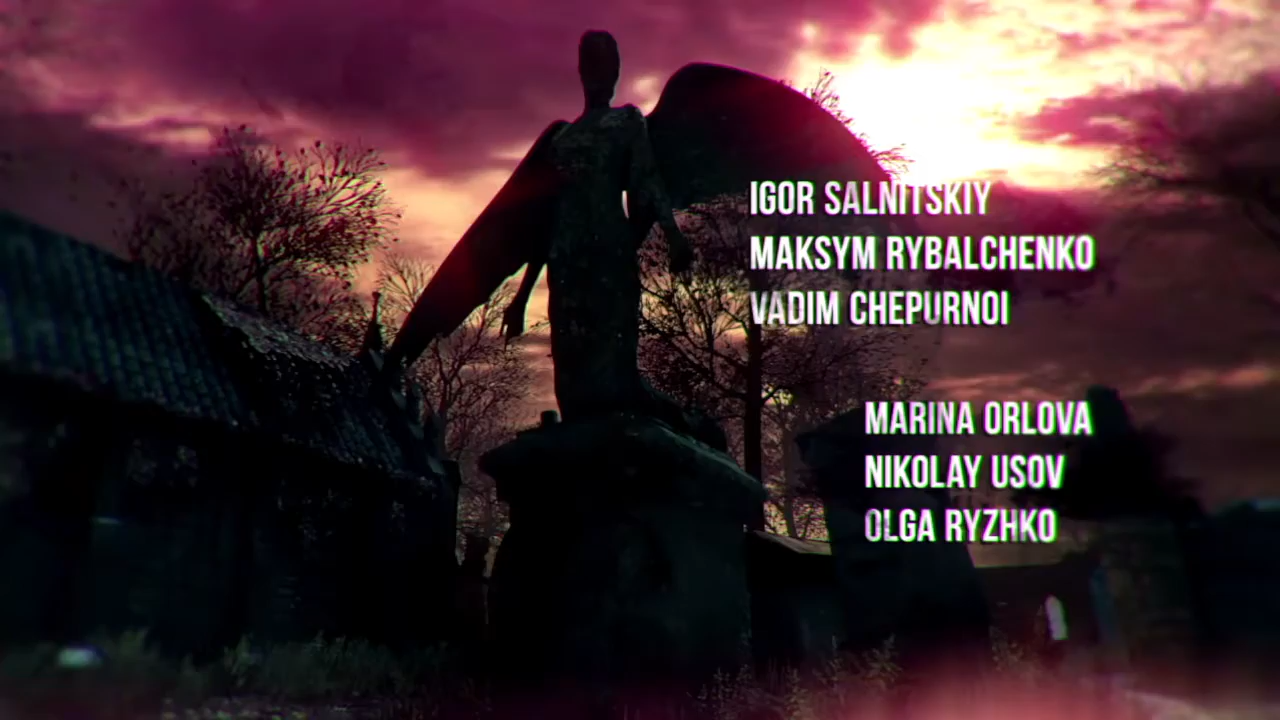 IGOR SALNITSKIY
MAKSYM RYBALCHENKO
VADIM CHEPURNOI
MARINA ORLOVA
NIKOLAY USOV
OLGA RYZHKO